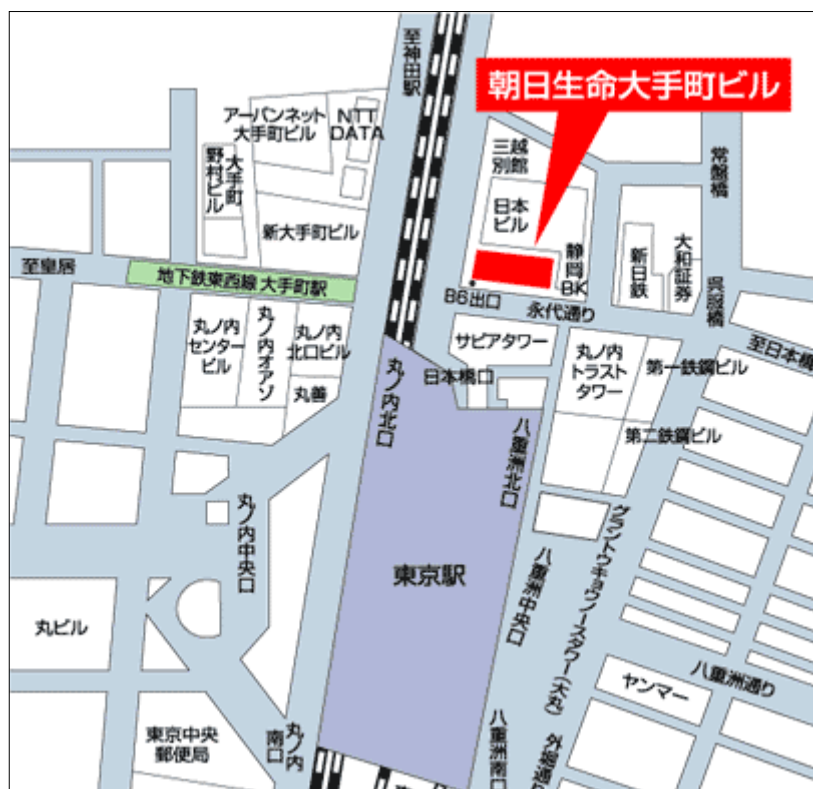 至神田駅
朝日生命大手町ビル
アーバンネット
大手町ビル
NTT
DATA
大手町
野村ビル
新大手町ビル
三越
別館
日本
ビル
静岡
BK
新日鉄
大和証券
常盤橋
呉服橋
至皇居
地下鉄東西線 大手町駅
B6出口
永代通り
至日本橋
丸ノ内
センター
ビル
丸ノ内オアゾ
丸ノ内
北口ビル
丸善
丸ノ内北口
サピアタワー
日本橋口
丸ノ内
トラスト
タワー
第一鉄鋼ビル
第二鉄鋼ビル
八重洲北口
丸ノ内中央口
東京駅
八重洲中央口
グラントウキョウノースタワー(大丸)
丸ビル
ヤンマー
八重洲通り
東京中央
郵便局
丸ノ内
南口
八重洲南口
外堀通り